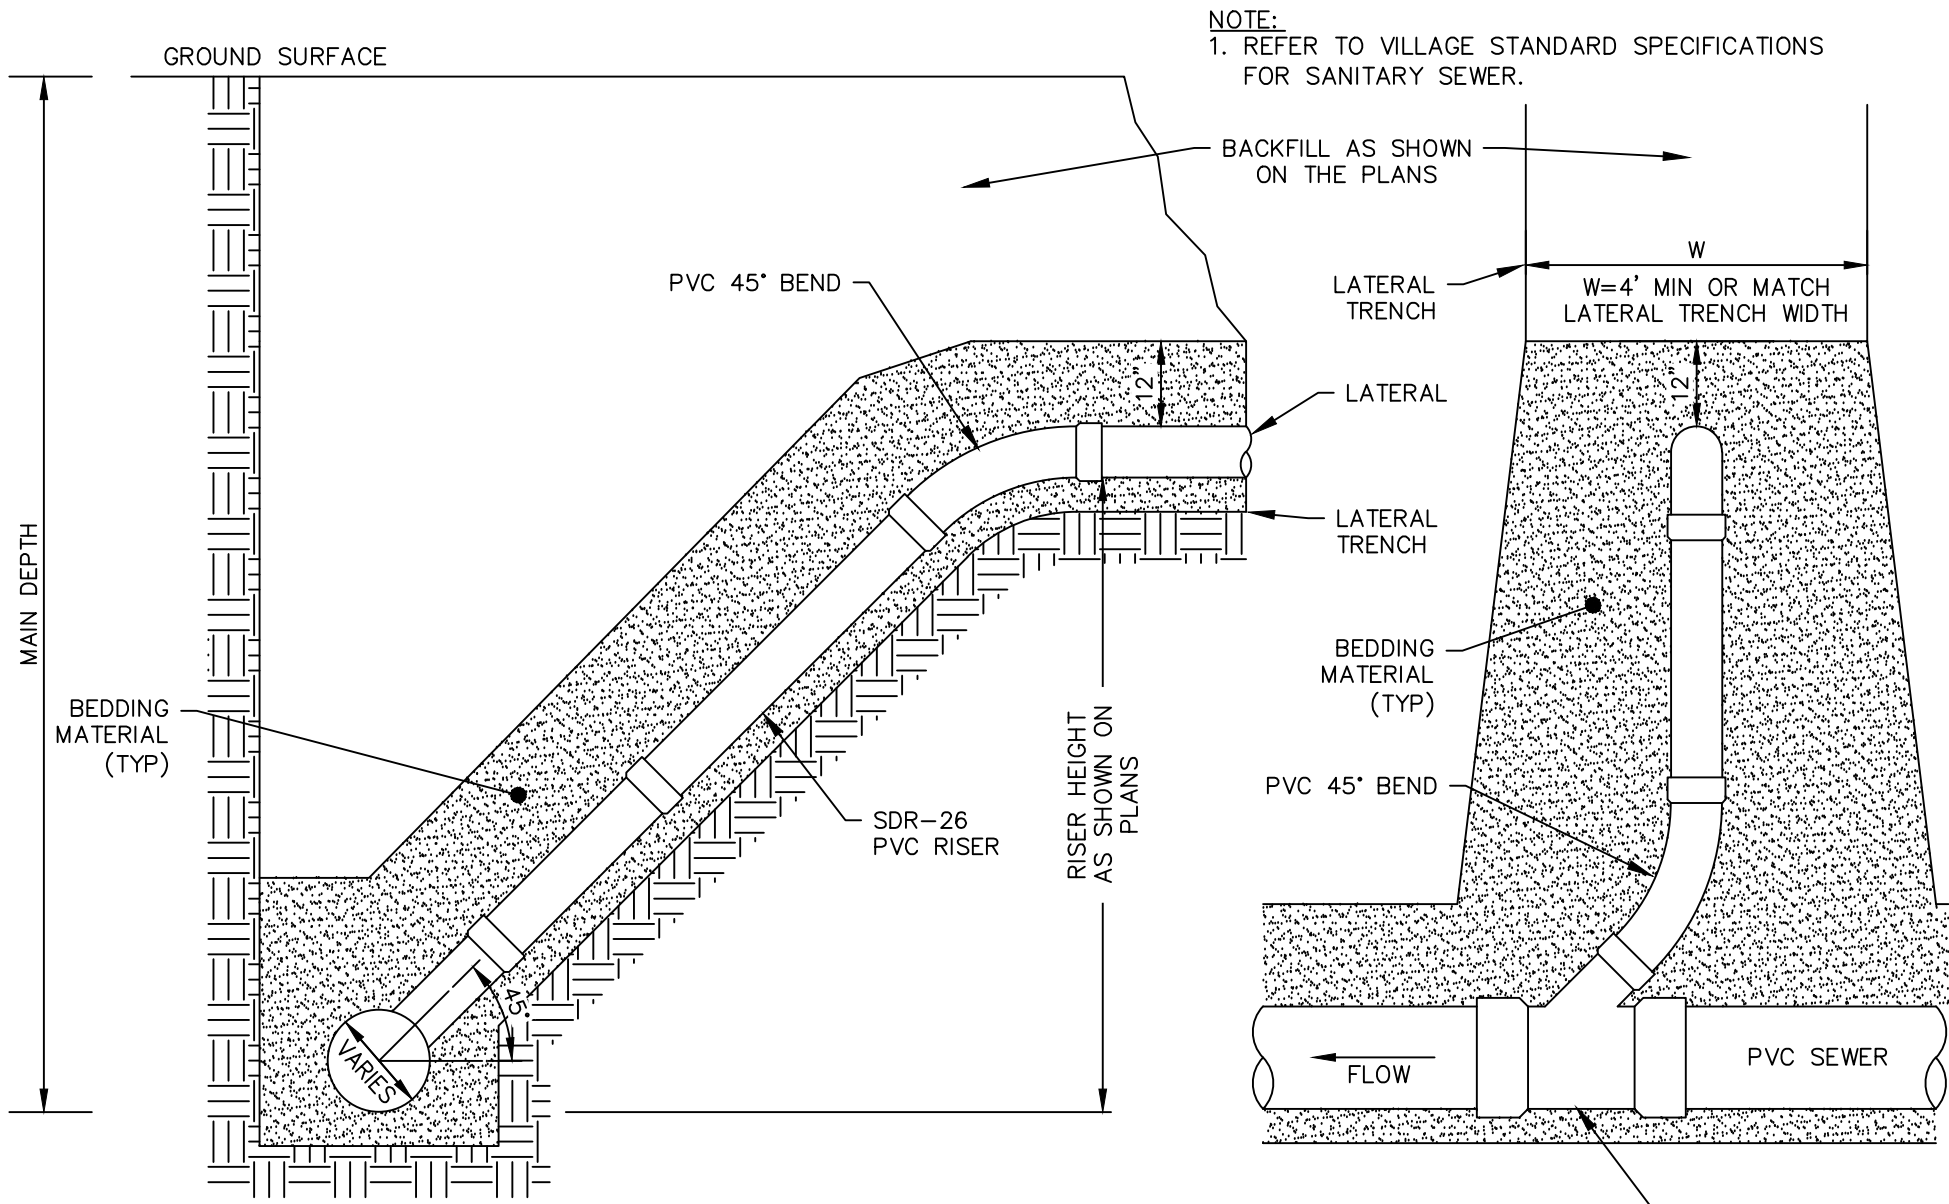 NOTE:
1. REFER TO VILLAGE STANDARD SPECIFICATIONS
FOR SANITARY SEWER.
GROUND SURFACE
BACKFILL AS SHOWN
ON THE PLANS
W
W=4' MIN OR MATCH
LATERAL TRENCH WIDTH
LATERAL
TRENCH
PVC 45° BEND
12"
12"
LATERAL
LATERAL
TRENCH
MAIN DEPTH
BEDDING
MATERIAL
(TYP)
BEDDING
MATERIAL
(TYP)
RISER HEIGHT
AS SHOWN ON
PLANS
PVC 45° BEND
SDR-26
PVC RISER
45°
VARIES
FLOW
PVC SEWER